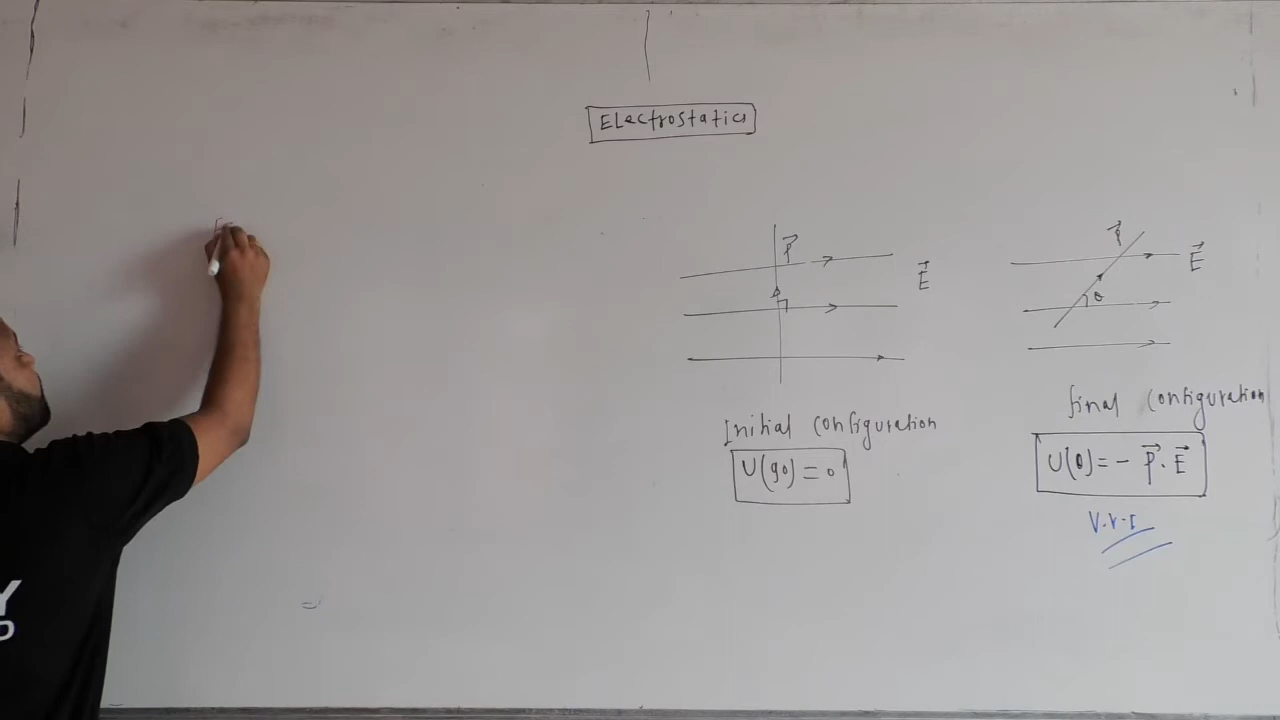 Electrostatics
P⃗
E⃗
Initial configuration
U(90) = 0
P⃗
E⃗
θ
final configuration
U(θ) = - P⃗ . E⃗
V.V.I
Y
D